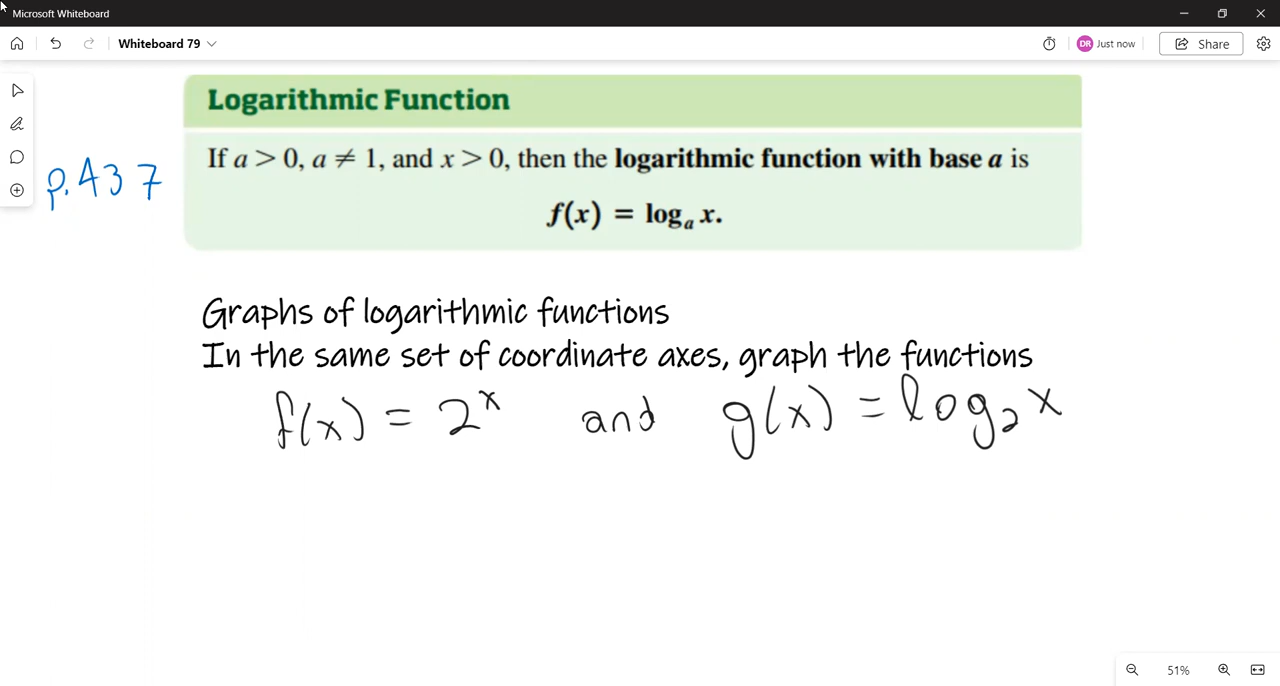 Microsoft Whiteboard
Whiteboard 79
DR Just now
Share
Logarithmic Function
If a > 0, a ≠ 1, and x > 0, then the logarithmic function with base a is
f(x) = logₐ x.
p.437
Graphs of logarithmic functions
In the same set of coordinate axes, graph the functions
f(x) = 2ˣ and g(x) = log₂ x
51%